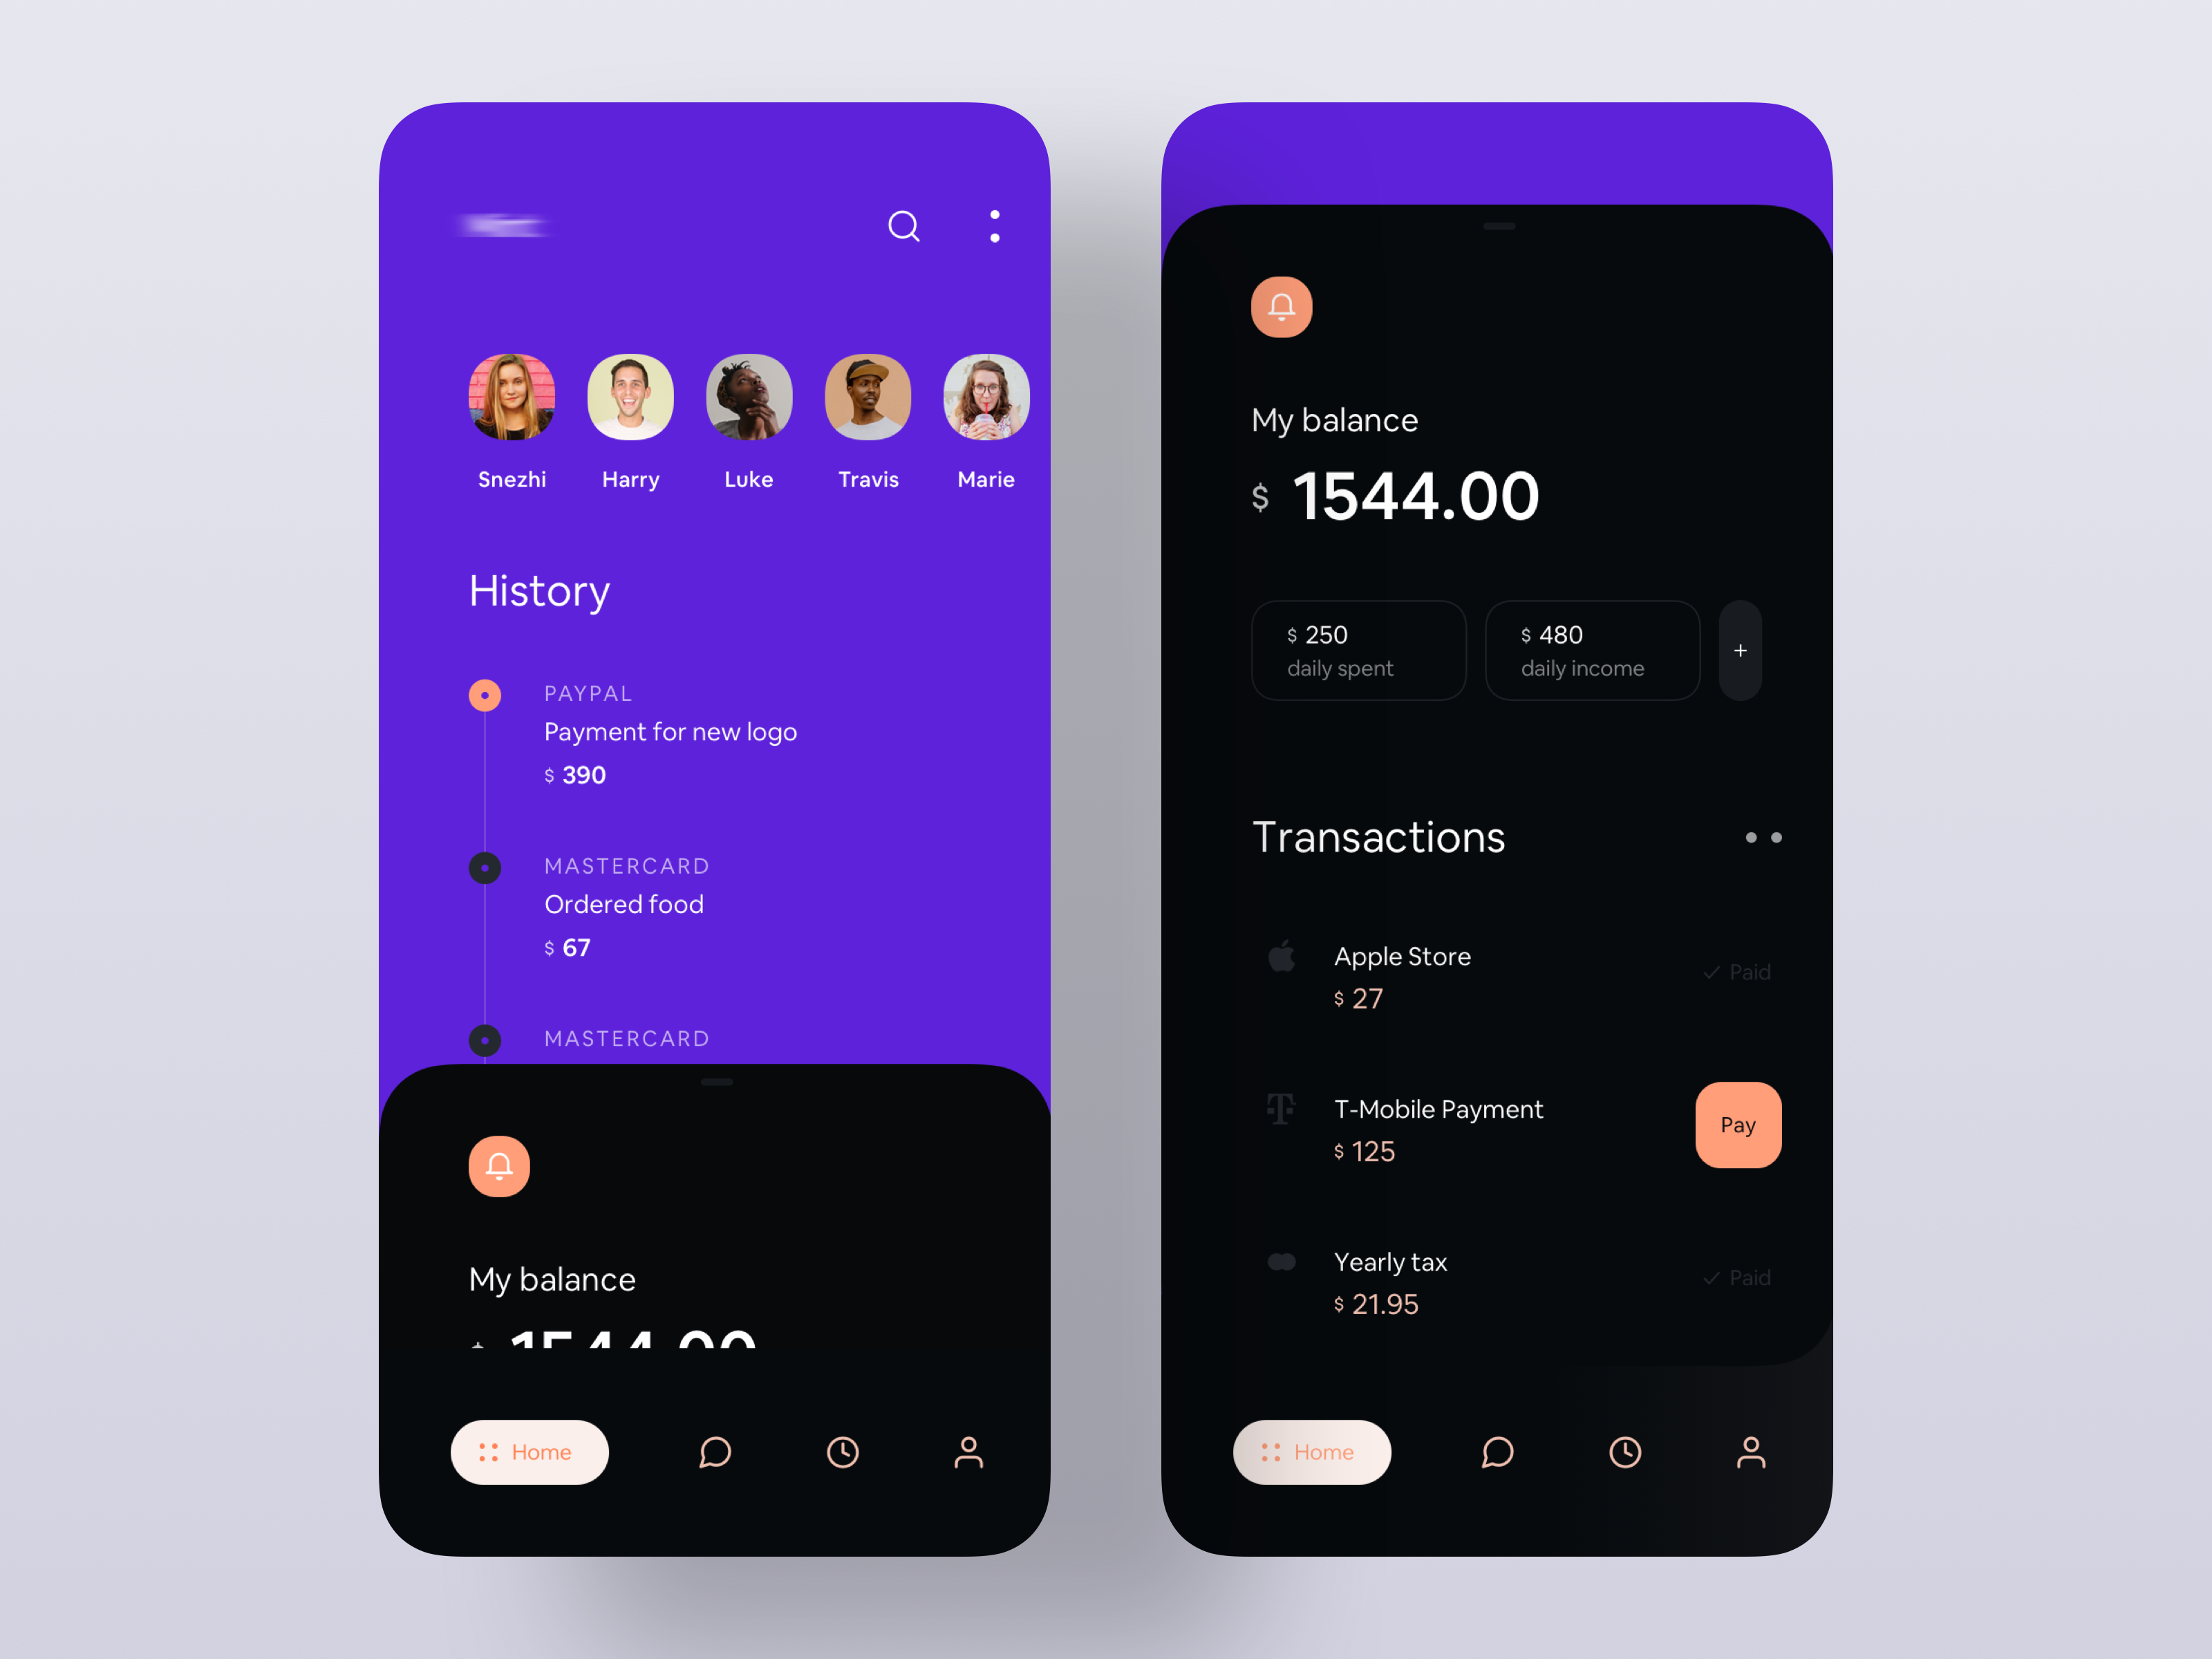 Snezhi Harry Luke Travis Marie
History
PAYPAL
Payment for new logo
$ 390
MASTERCARD
Ordered food
$ 67
MASTERCARD
My balance
$ 1544.00
Home
My balance
$ 1544.00
$ 250
daily spent
$ 480
daily income
+
Transactions
Apple Store
$ 27
Paid
T-Mobile Payment
$ 125
Pay
Yearly tax
$ 21.95
Paid
Home